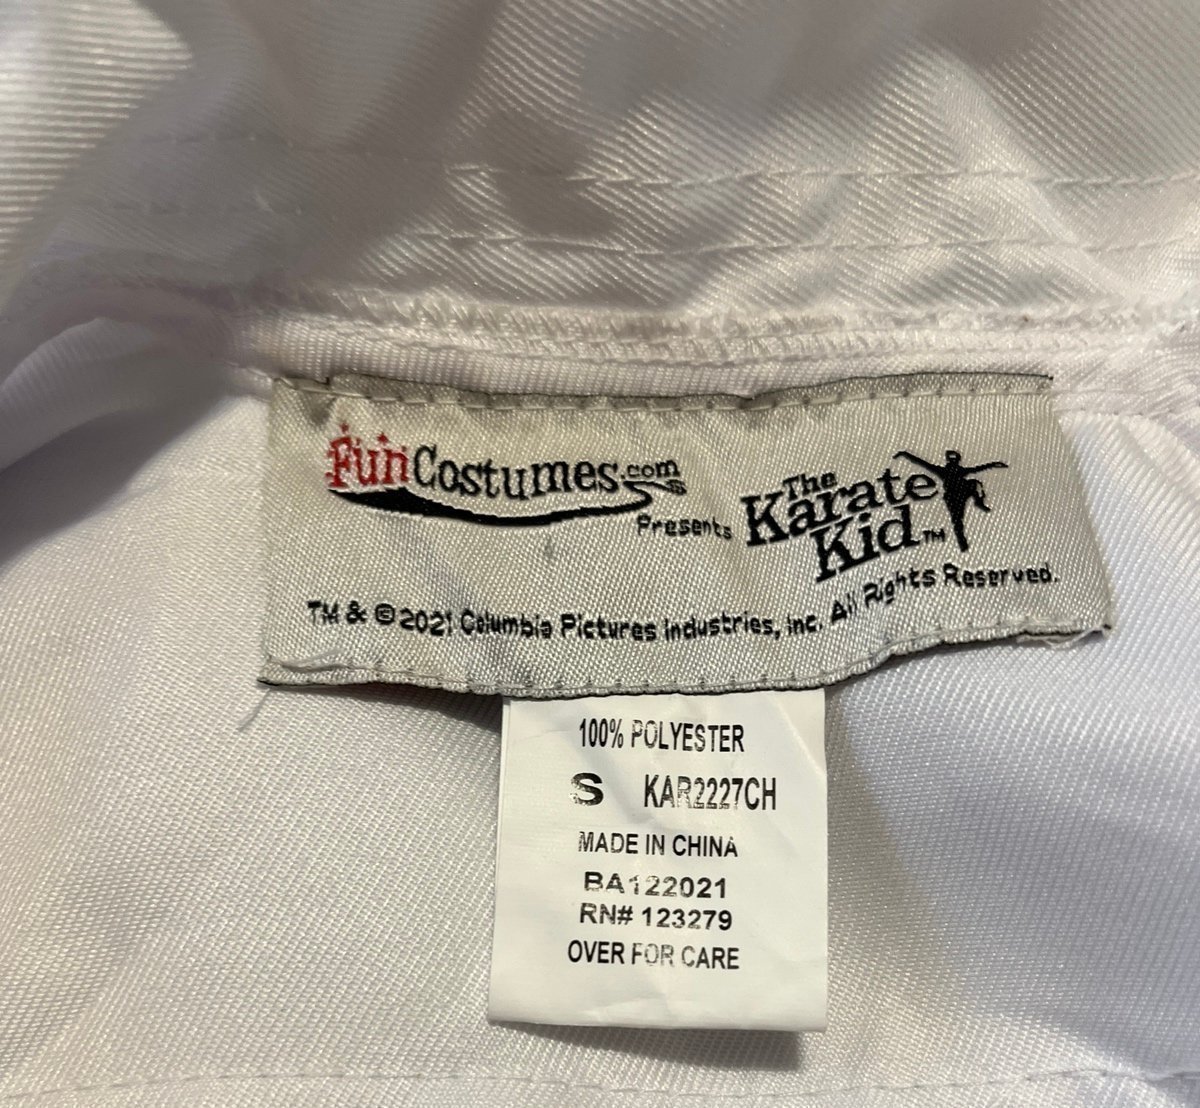 FunCostumes.com
Presents
The
Karate
Kid™
TM & ©2021 Columbia Pictures Industries, Inc. All Rights Reserved.
100% POLYESTER
S KAR2227CH
MADE IN CHINA
BA122021
RN# 123279
OVER FOR CARE